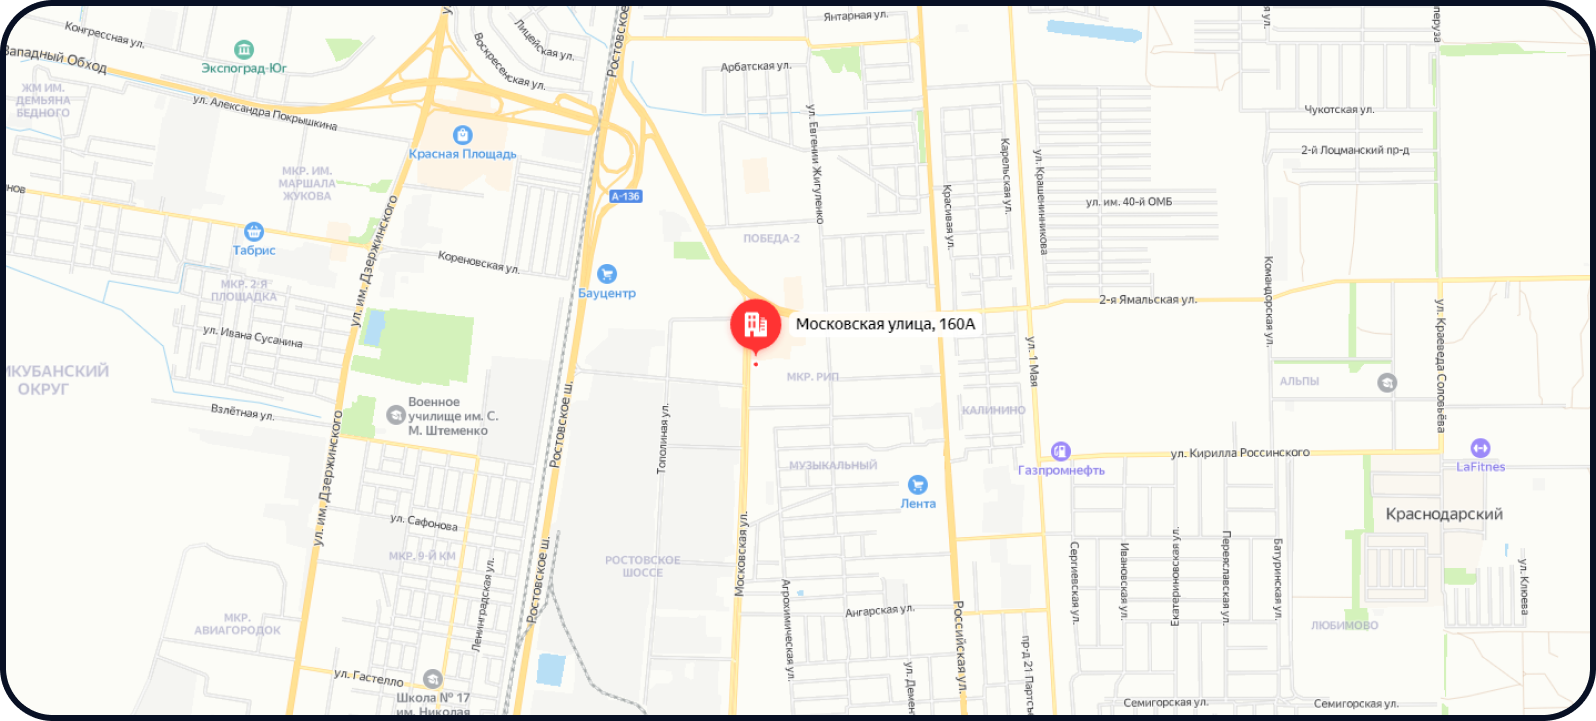 Конгрессная ул.
Западный Обход
Экспоград-Юг
Лицейская ул.
Воскресенская ул.
Ростовское
Янтарная ул.
Арбатская ул.
ЖМ ИМ.
ДЕМЬЯНА
БЕДНОГО
ул. Александра Покрышкина
Красная Площадь
МКР. ИМ.
МАРШАЛА
ЖУКОВА
А-136
ул. Евгении Жигуленко
Карельская ул.
ул. Крашенинникова
Красивая ул.
Чукотская ул.
2-й Лоцманский пр-д
ул. им. 40-й ОМБ
нов
Табрис
ул. им. Дзержинского
Кореновская ул.
ПОБЕДА-2
Бауцентр
МКР. 2-Я
ПЛОЩАДКА
ул. Ивана Сусанина
Московская улица, 160А
2-я Ямальская ул.
Командорская ул.
ул. Краеведа Соловьёва
ул. 1 Мая
ИКУБАНСКИЙ
ОКРУГ
МКР. РИП
АЛЬПЫ
Взлётная ул.
Военное
училище им. С.
М. Штеменко
Ростовское ш.
Тополиная ул.
КАЛИНИНО
МУЗЫКАЛЬНЫЙ
Газпромнефть
ул. Кирилла Россинского
LaFitnes
Лента
Краснодарский
ул. им. Дзержинского
ул. Сафонова
МКР. 9-Й КМ
Ленинградская ул.
Ростовское ш.
РОСТОВСКОЕ
ШОССЕ
Московская ул.
Агрохимическая ул.
Ангарская ул.
Российская ул.
Сергиевская ул.
Ивановская ул.
Екатериновская ул.
Переяславская ул.
Батуринская ул.
ул. Клюева
ЛЮБИМОВО
МКР.
АВИАГОРОДОК
ул. Гастелло
Школа № 17
им. Николая
ул. Демен
пр-д 21 Партсъ
Семигорская ул.
Семигорская ул.